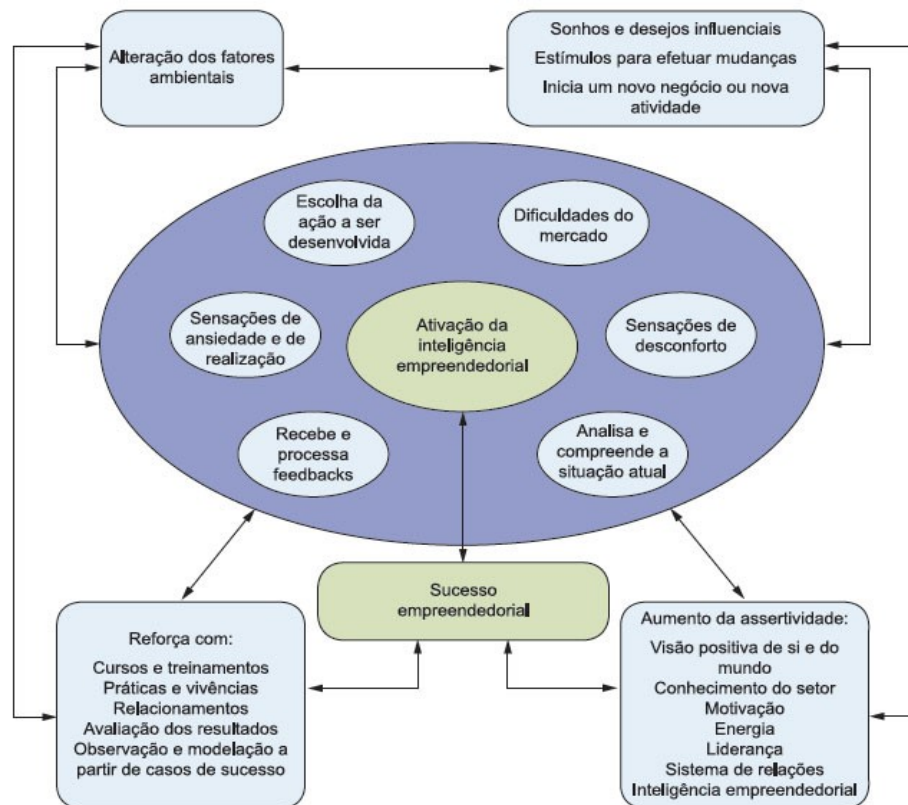 Alteração dos fatores
ambientais
Sonhos e desejos influenciais
Estímulos para efetuar mudanças
Inicia um novo negócio ou nova
atividade
Escolha da
ação a ser
desenvolvida
Dificuldades do
mercado
Sensações de
ansiedade e de
realização
Ativação da
inteligência
empreendedorial
Sensações de
desconforto
Recebe e
processa
feedbacks
Analisa e
compreende a
situação atual
Sucesso
empreendedorial
Reforça com:
Cursos e treinamentos
Práticas e vivências
Relacionamentos
Avaliação dos resultados
Observação e modelação a
partir de casos de sucesso
Aumento da assertividade:
Visão positiva de si e do
mundo
Conhecimento do setor
Motivação
Energia
Liderança
Sistema de relações
Inteligência empreendedorial